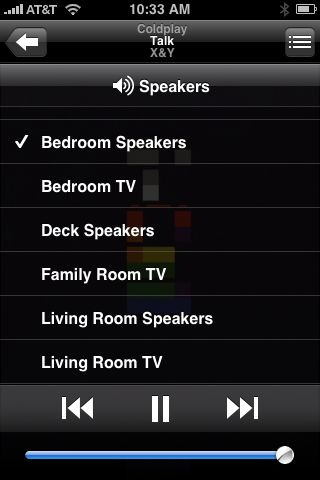 AT&T 10:33 AM
Coldplay
Talk
X&Y
Speakers
Bedroom Speakers
Bedroom TV
Deck Speakers
Family Room TV
Living Room Speakers
Living Room TV